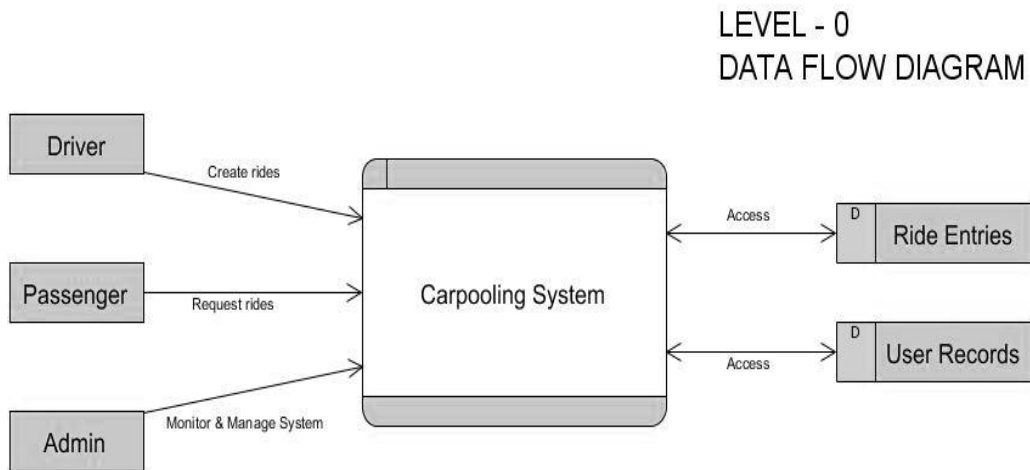 LEVEL - 0
DATA FLOW DIAGRAM
Driver
Create rides
Passenger
Request rides
Admin
Monitor & Manage System
Carpooling System
Access
D
Ride Entries
Access
D
User Records